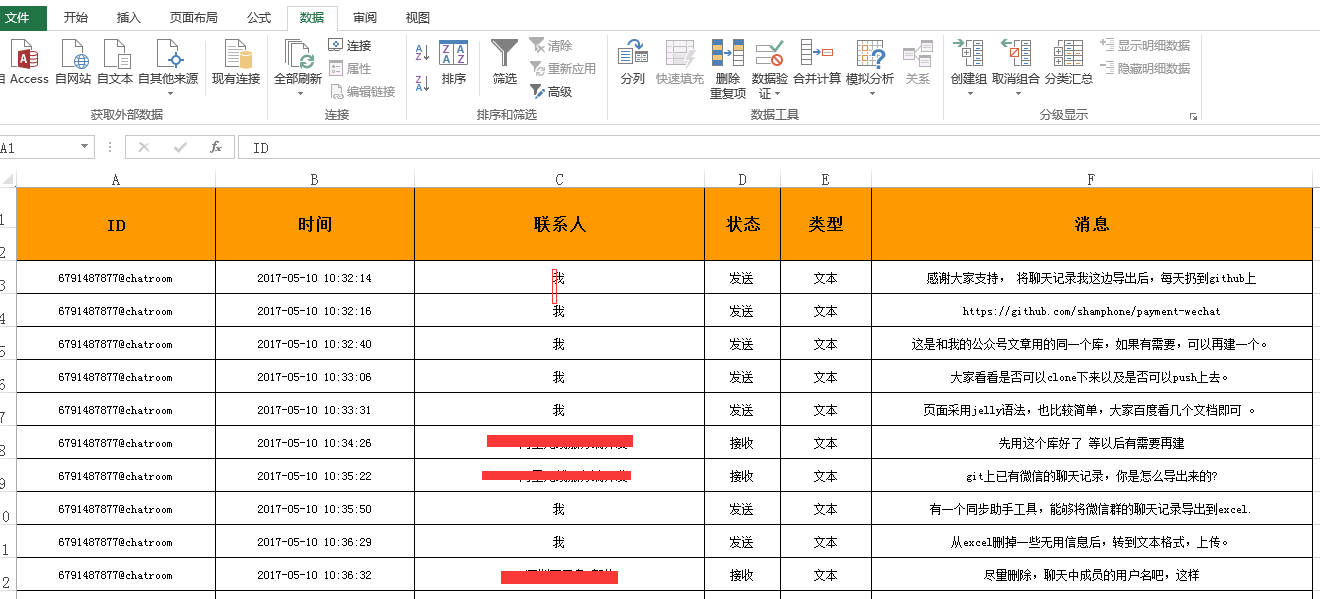 文件 开始 插入 页面布局 公式 数据 审阅 视图
Access 自网站 自文本 自其他来源 现有连接 全部刷新 连接 属性 编辑链接 排序 筛选 清除 重新应用 高级 分列 快速填充 删除 重复项 数据验 证 合并计算 模拟分析 关系 创建组 取消组合 分类汇总 显示明细数据 隐藏明细数据
获取外部数据 连接 排序和筛选 数据工具 分级显示
A1 fx ID
A B C D E F
1 ID 时间 联系人 状态 类型 消息
2
3 6791487877@chatroom 2017-05-10 10:32:14 我 发送 文本 感谢大家支持， 将聊天记录我这边导出后，每天扔到github上
4 6791487877@chatroom 2017-05-10 10:32:16 我 发送 文本 https://github.com/shamphone/payment-wechat
5 6791487877@chatroom 2017-05-10 10:32:40 我 发送 文本 这是和我的公众号文章用的同一个库，如果有需要，可以再建一个。
6 6791487877@chatroom 2017-05-10 10:33:06 我 发送 文本 大家看看是否可以clone下来以及是否可以push上去。
7 6791487877@chatroom 2017-05-10 10:33:31 我 发送 文本 页面采用jelly语法，也比较简单，大家百度看几个文档即可 。
8 6791487877@chatroom 2017-05-10 10:34:26 接收 文本 先用这个库好了 等以后有需要再建
9 6791487877@chatroom 2017-05-10 10:35:22 接收 文本 git上已有微信的聊天记录，你是怎么导出来的?
0 6791487877@chatroom 2017-05-10 10:35:50 我 发送 文本 有一个同步助手工具，能够将微信群的聊天记录导出到excel.
1 6791487877@chatroom 2017-05-10 10:36:29 我 发送 文本 从excel删掉一些无用信息后，转到文本格式，上传。
2 6791487877@chatroom 2017-05-10 10:36:32 接收 文本 尽量删除，聊天中成员的用户名吧，这样